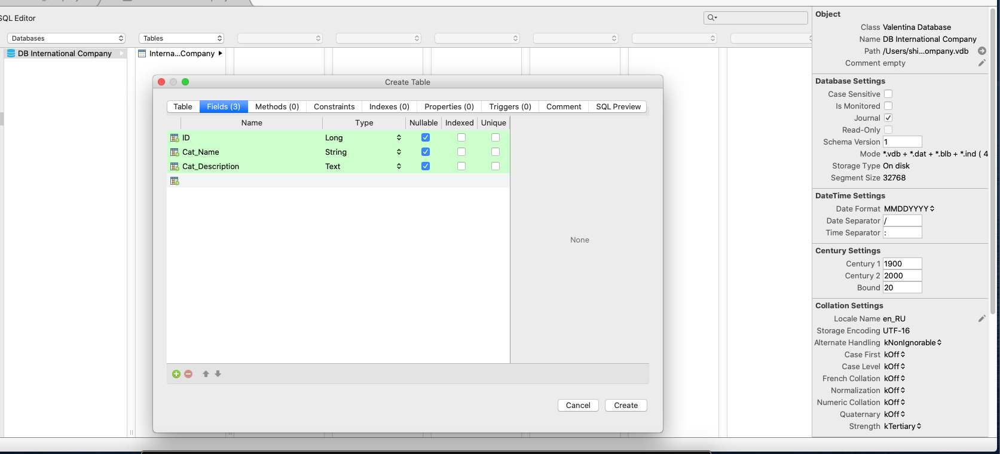 SQL Editor
Databases
Tables
DB International Company
Interna...Company
Create Table
Table
Fields (3)
Methods (0)
Constraints
Indexes (0)
Properties (0)
Triggers (0)
Comment
SQL Preview
Name
Type
Nullable
Indexed
Unique
ID
Long
Cat_Name
String
Cat_Description
Text
None
Cancel
Create
Object
Class Valentina Database
Name DB International Company
Path /Users/shi...ompany.vdb
Comment empty
Database Settings
Case Sensitive
Is Monitored
Journal
Read-Only
Schema Version 1
Mode *.vdb + *.dat + *.blb + *.ind ( 4
Storage Type On disk
Segment Size 32768
DateTime Settings
Date Format MMDDYYYY
Date Separator /
Time Separator :
Century Settings
Century 1 1900
Century 2 2000
Bound 20
Collation Settings
Locale Name en_RU
Storage Encoding UTF-16
Alternate Handling kNonIgnorable
Case First kOff
Case Level kOff
French Collation kOff
Normalization kOff
Numeric Collation kOff
Quaternary kOff
Strength kTertiary